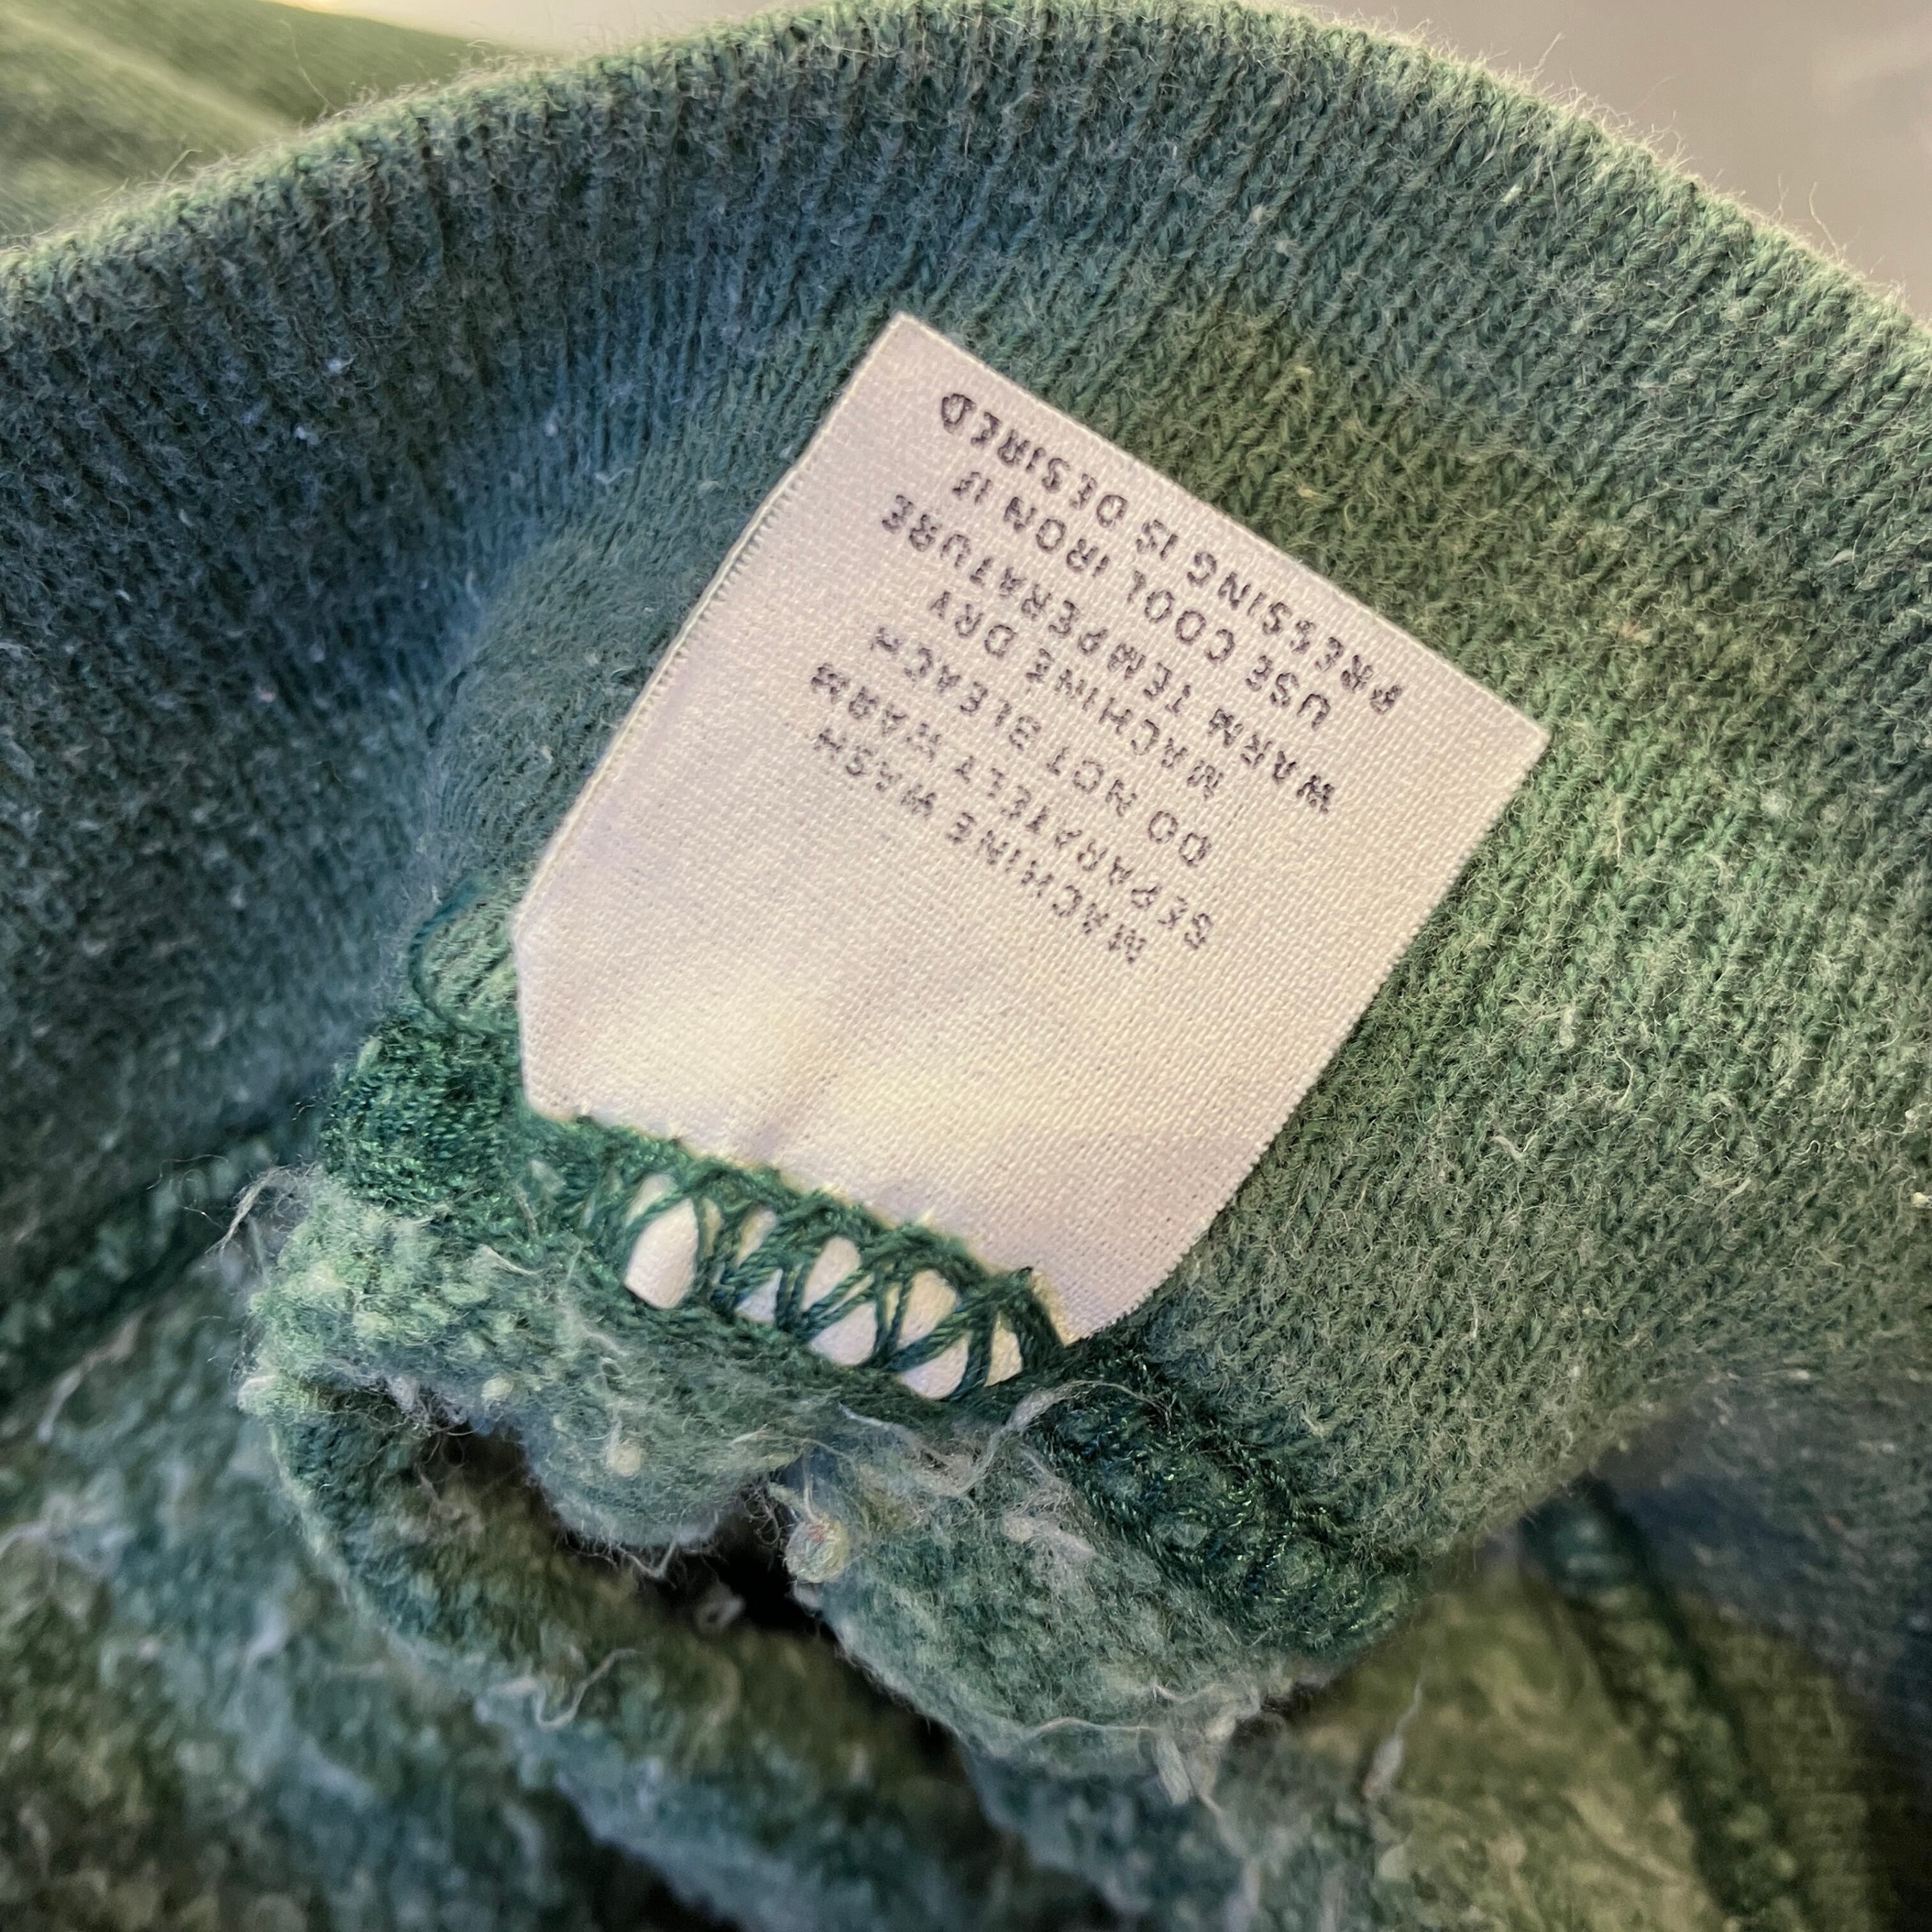 MACHINE WASH
SEPARATELY WARM
DO NOT BLEACH
MACHINE DRY
WARM TEMPERATURE
USE COOL IRON IF
PRESSING IS DESIRED